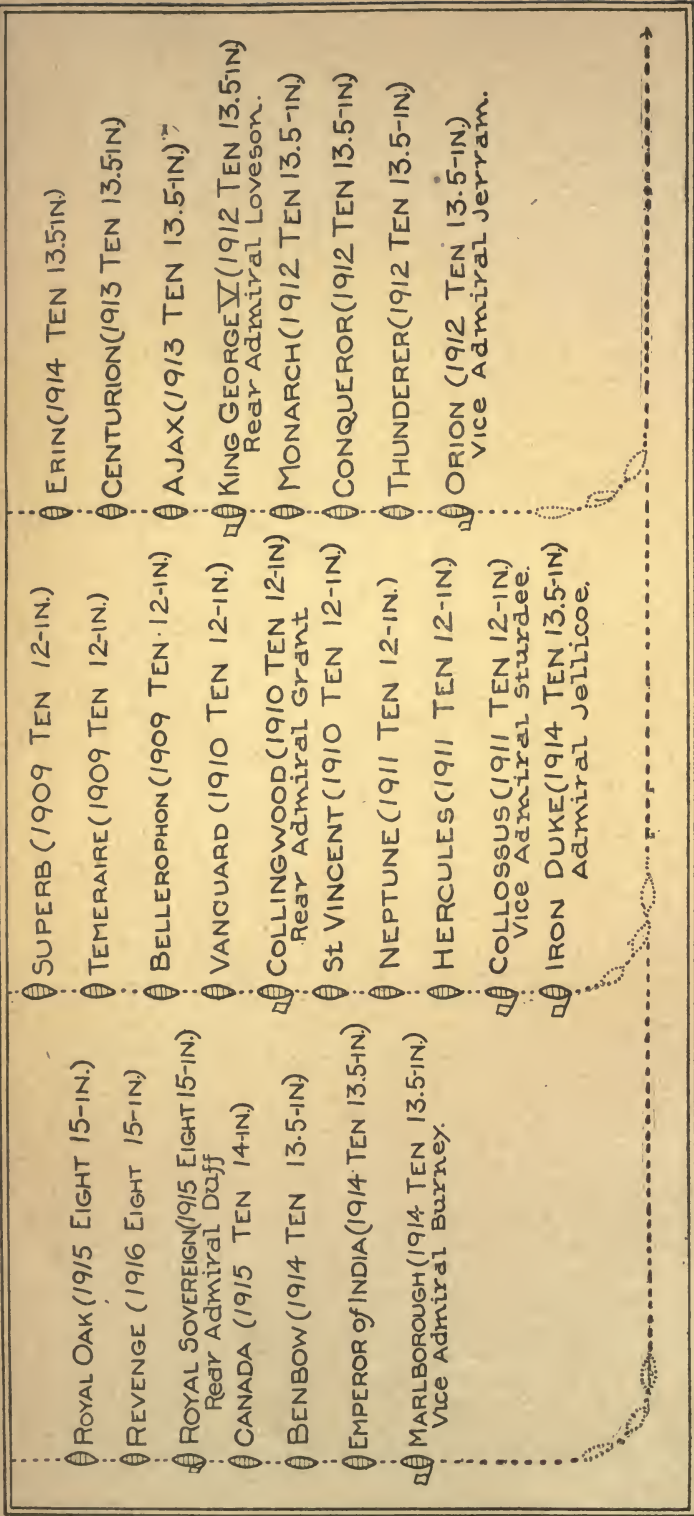 ROYAL OAK (1915 EIGHT 15-IN.)
REVENGE (1916 EIGHT 15-IN.)
ROYAL SOVEREIGN (1915 EIGHT 15-IN.)
Rear Admiral Duff
CANADA (1915 TEN 14-IN.)
BENBOW (1914 TEN 13.5-IN)
EMPEROR of INDIA (1914 TEN 13.5-IN.)
MARLBOROUGH (1914 TEN 13.5-IN.)
Vice Admiral Burney.
SUPERB (1909 TEN 12-IN.)
TEMERAIRE (1909 TEN 12-IN.)
BELLEROPHON (1909 TEN 12-IN.)
VANGUARD (1910 TEN 12-IN.)
COLLINGWOOD (1910 TEN 12-IN)
Rear Admiral Grant
St VINCENT (1910 TEN 12-IN.)
NEPTUNE (1911 TEN 12-IN.)
HERCULES (1911 TEN 12-IN.)
COLLOSSUS (1911 TEN 12-IN.)
Vice Admiral Sturdee.
IRON DUKE (1914 TEN 13.5-IN)
Admiral Jellicoe.
ERIN (1914 TEN 13.5IN.)
CENTURION (1913 TEN 13.5IN)
AJAX (1913 TEN 13.5-IN.)
KING GEORGE V (1912 TEN 13.5-IN)
Rear Admiral Loveson.
MONARCH (1912 TEN 13.5-IN.)
CONQUEROR (1912 TEN 13.5-IN.)
THUNDERER (1912 TEN 13.5-IN.)
ORION (1912 TEN 13.5-IN.)
Vice Admiral Jerram.